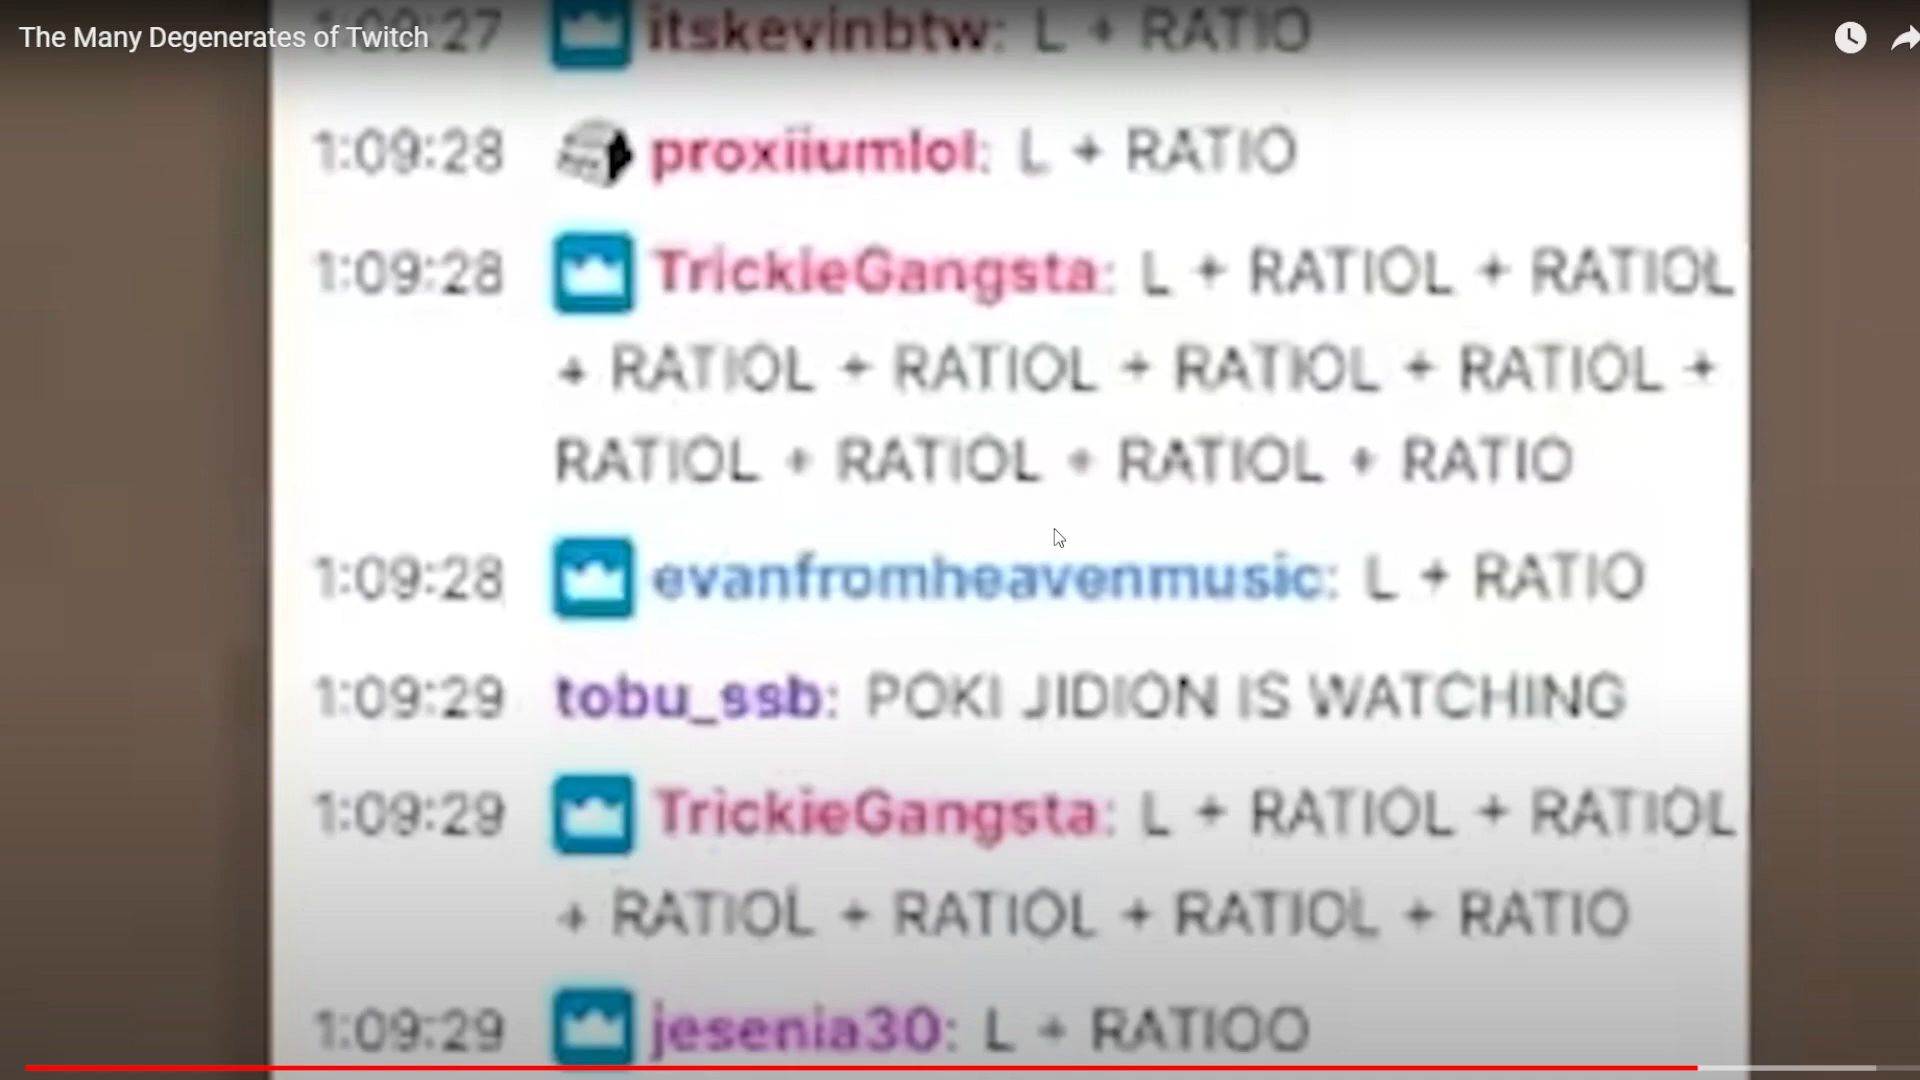 The Many Degenerates of Twitch
1:09:27 itskevinbtw: L + RATIO
1:09:28 proxiiumlol: L + RATIO
1:09:28 TrickieGangsta: L + RATIOL + RATIOL
+ RATIOL + RATIOL + RATIOL + RATIOL +
RATIOL + RATIOL + RATIOL + RATIO
1:09:28 evanfromheavenmusic: L + RATIO
1:09:29 tobu_ssb: POKI JIDION IS WATCHING
1:09:29 TrickieGangsta: L + RATIOL + RATIOL
+ RATIOL + RATIOL + RATIOL + RATIO
1:09:29 jesenia30: L + RATIOO